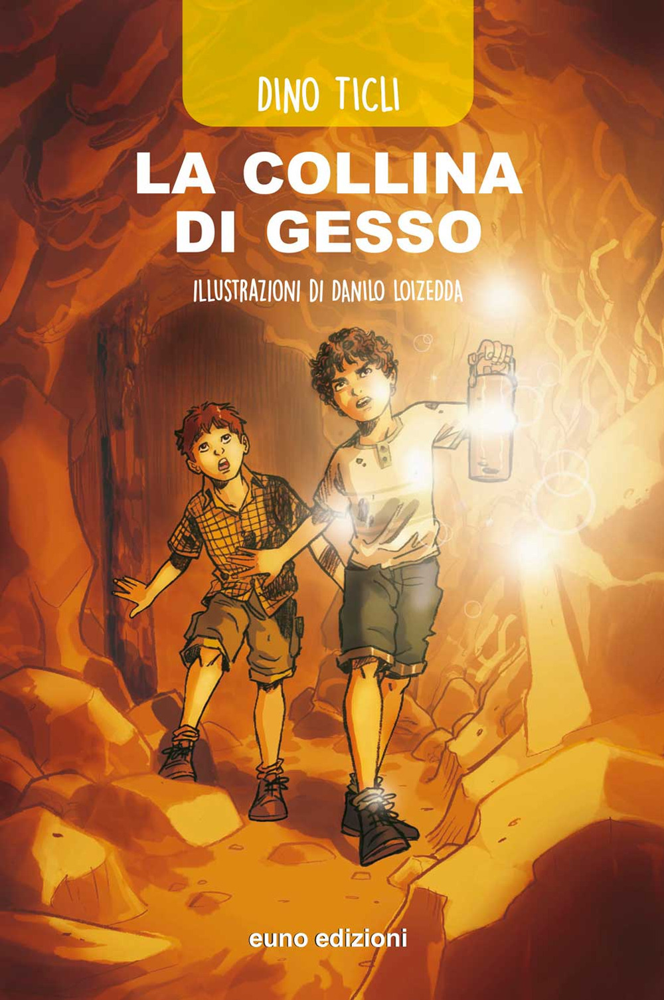 DINO TICLI
LA COLLINA
DI GESSO
ILLUSTRAZIONI DI DANILO LOIZEDDA
euno edizioni